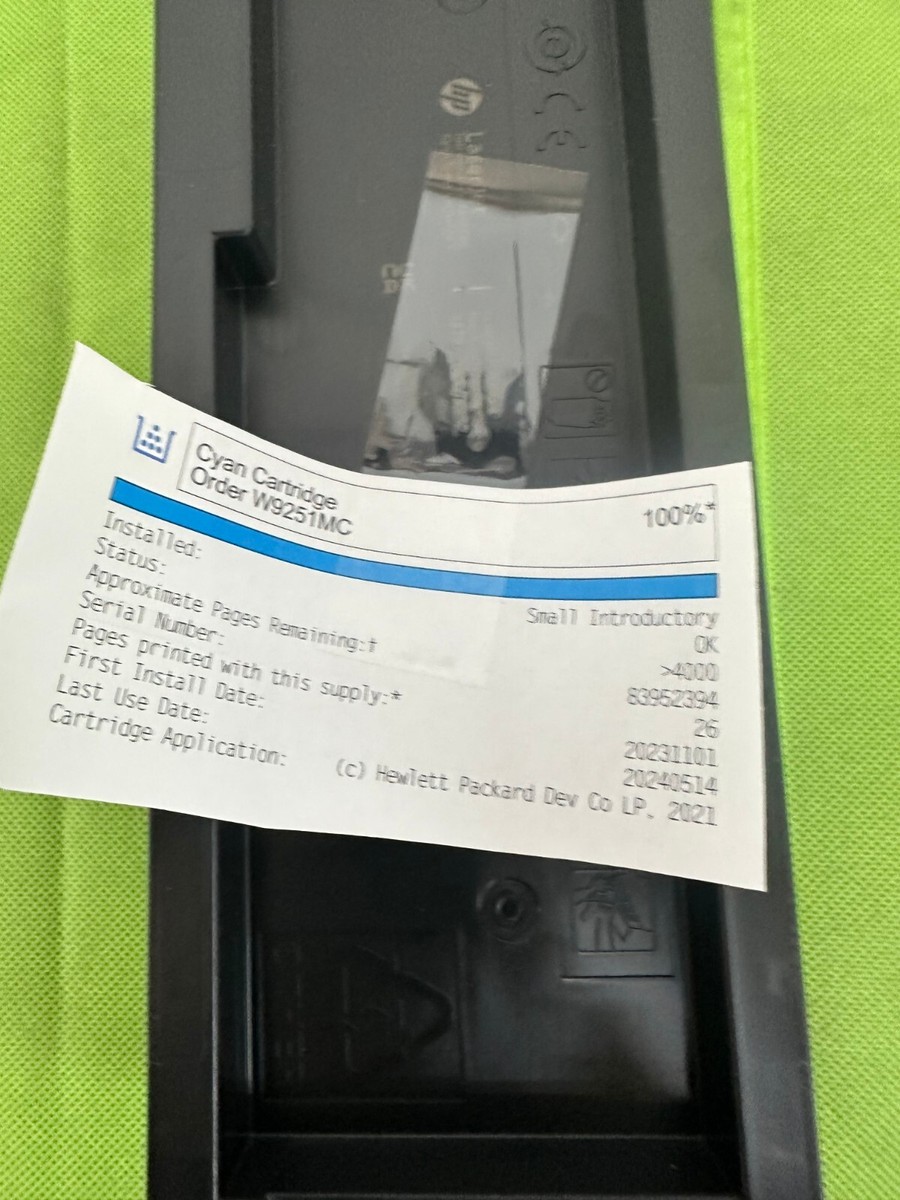 hp
CE
Cyan Cartridge
Order W9251MC
100%*
Installed: Small Introductory
Status: OK
Approximate Pages Remaining:† >4000
Serial Number: 83952394
Pages printed with this supply:* 26
First Install Date: 20231101
Last Use Date: 20240514
Cartridge Application: (c) Hewlett Packard Dev Co LP. 2021